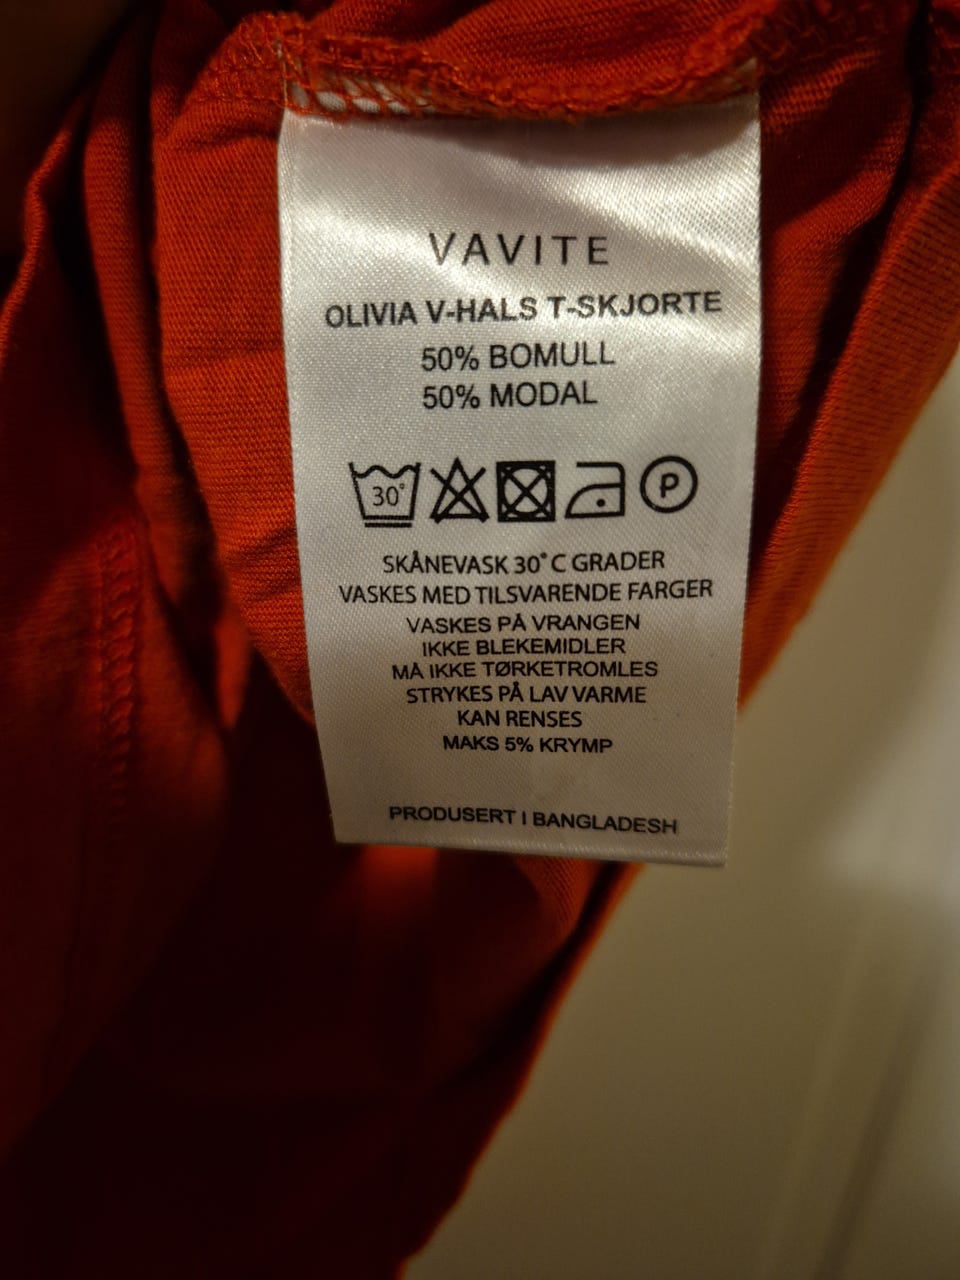 VAVITE
OLIVIA V-HALS T-SKJORTE
50% BOMULL
50% MODAL
30° P
SKÅNEVASK 30° C GRADER
VASKES MED TILSVARENDE FARGER
VASKES PÅ VRANGEN
IKKE BLEKEMIDLER
MÅ IKKE TØRKETROMLES
STRYKES PÅ LAV VARME
KAN RENSES
MAKS 5% KRYMP
PRODUSERT I BANGLADESH